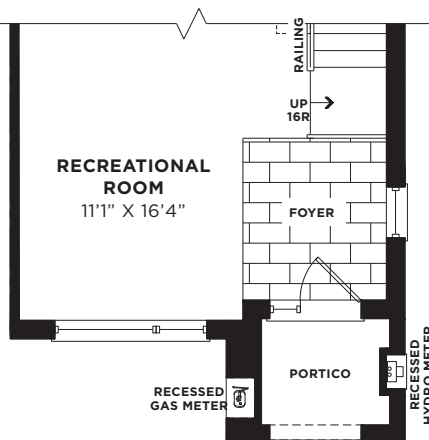 RAILING
UP
16R
RECREATIONAL
ROOM
11'1" X 16'4"
FOYER
PORTICO
RECESSED
GAS METER
RECESSED
HYDRO METER